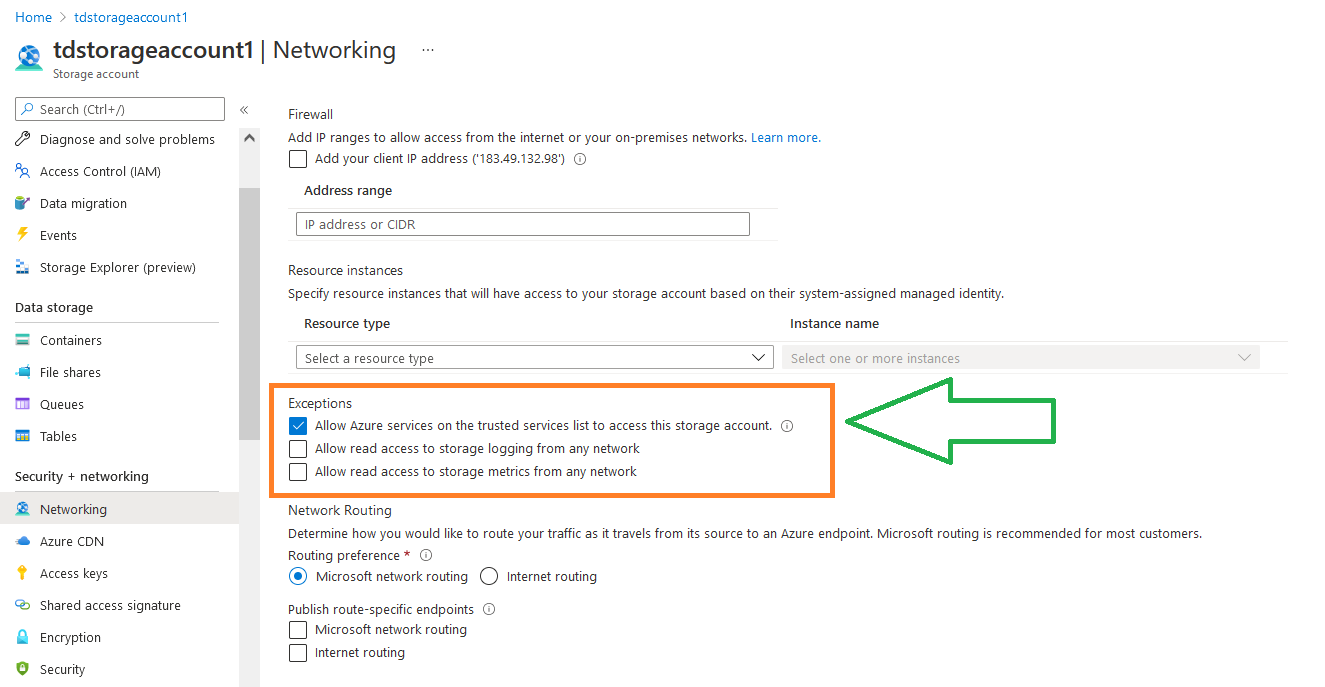 Home > tdstorageaccount1
tdstorageaccount1 | Networking ...
Storage account
Search (Ctrl+/) «
Diagnose and solve problems
Access Control (IAM)
Data migration
Events
Storage Explorer (preview)
Data storage
Containers
File shares
Queues
Tables
Security + networking
Networking
Azure CDN
Access keys
Shared access signature
Encryption
Security
Firewall
Add IP ranges to allow access from the internet or your on-premises networks. Learn more.
Add your client IP address ('183.49.132.98')
Address range
IP address or CIDR
Resource instances
Specify resource instances that will have access to your storage account based on their system-assigned managed identity.
Resource type Instance name
Select a resource type Select one or more instances
Exceptions
Allow Azure services on the trusted services list to access this storage account.
Allow read access to storage logging from any network
Allow read access to storage metrics from any network
Network Routing
Determine how you would like to route your traffic as it travels from its source to an Azure endpoint. Microsoft routing is recommended for most customers.
Routing preference *
Microsoft network routing Internet routing
Publish route-specific endpoints
Microsoft network routing
Internet routing